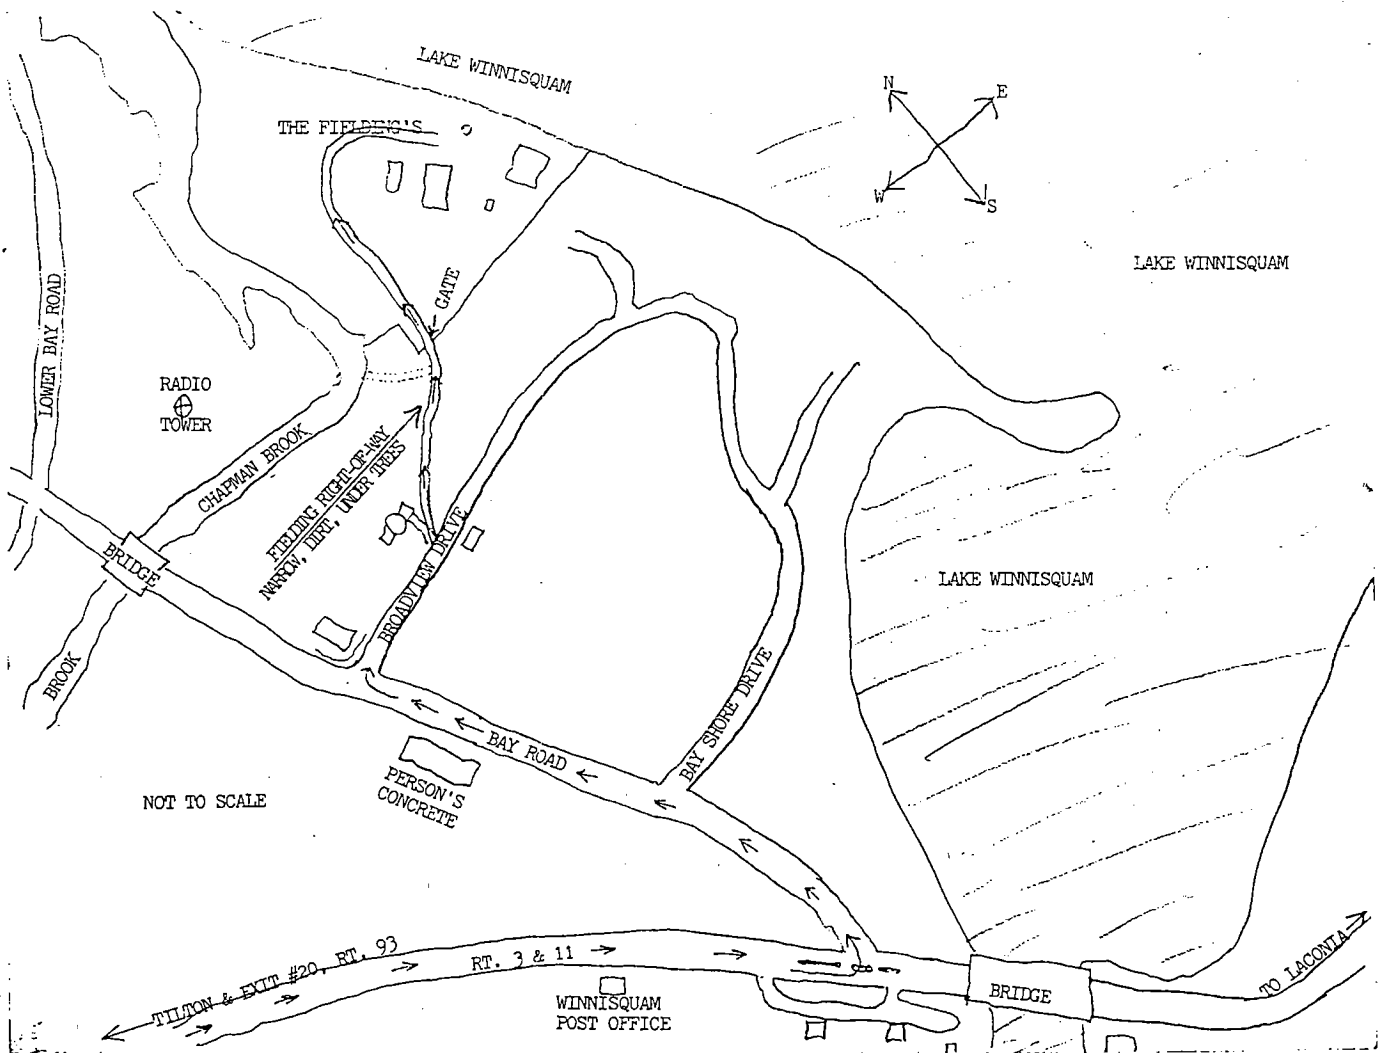 LAKE WINNISQUAM
N
E
W
S
THE FIELDING'S
LAKE WINNISQUAM
← GATE
LOWER BAY ROAD
RADIO
TOWER
CHAPMAN BROOK
FIELDING RIGHT-OF-WAY
NARROW, DIRT, UNDER TREES
BROADVIEW DRIVE
BRIDGE
LAKE WINNISQUAM
BROOK
BAY SHORE DRIVE
BAY ROAD
PERSON'S
CONCRETE
NOT TO SCALE
TILTON & EXIT #20, RT. 93
RT. 3 & 11
WINNISQUAM
POST OFFICE
BRIDGE
TO LACONIA